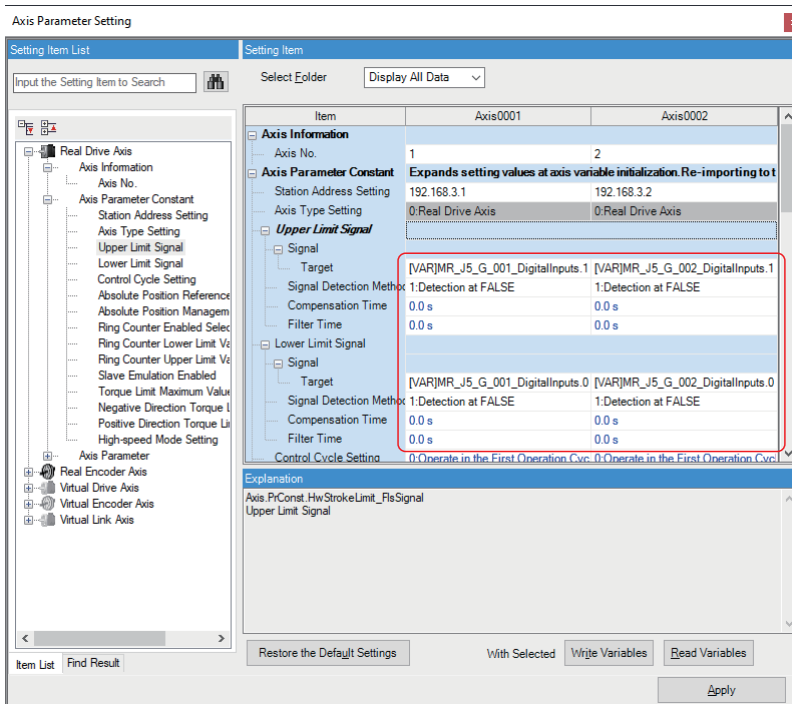 Axis Parameter Setting
Setting Item List
Input the Setting Item to Search
Real Drive Axis
Axis Information
Axis No.
Axis Parameter Constant
Station Address Setting
Axis Type Setting
Upper Limit Signal
Lower Limit Signal
Control Cycle Setting
Absolute Position Reference
Absolute Position Managem
Ring Counter Enabled Selec
Ring Counter Lower Limit Va
Ring Counter Upper Limit Va
Slave Emulation Enabled
Torque Limit Maximum Value
Negative Direction Torque L
Positive Direction Torque Li
High-speed Mode Setting
Axis Parameter
Real Encoder Axis
Virtual Drive Axis
Virtual Encoder Axis
Virtual Link Axis
Item List Find Result
Setting Item
Select Folder Display All Data
Item Axis0001 Axis0002
Axis Information
Axis No. 1 2
Axis Parameter Constant Expands setting values at axis variable initialization.Re-importing to t
Station Address Setting 192.168.3.1 192.168.3.2
Axis Type Setting 0:Real Drive Axis 0:Real Drive Axis
Upper Limit Signal
Signal
Target [VAR]MR_J5_G_001_DigitalInputs.1 [VAR]MR_J5_G_002_DigitalInputs.1
Signal Detection Metho 1:Detection at FALSE 1:Detection at FALSE
Compensation Time 0.0 s 0.0 s
Filter Time 0.0 s 0.0 s
Lower Limit Signal
Signal
Target [VAR]MR_J5_G_001_DigitalInputs.0 [VAR]MR_J5_G_002_DigitalInputs.0
Signal Detection Metho 1:Detection at FALSE 1:Detection at FALSE
Compensation Time 0.0 s 0.0 s
Filter Time 0.0 s 0.0 s
Control Cycle Setting 0:Operate in the First Operation Cyc 0:Operate in the First Operation Cyc
Explanation
Axis.PrConst.HwStrokeLimit_FlsSignal
Upper Limit Signal
Restore the Default Settings With Selected Write Variables Read Variables
Apply